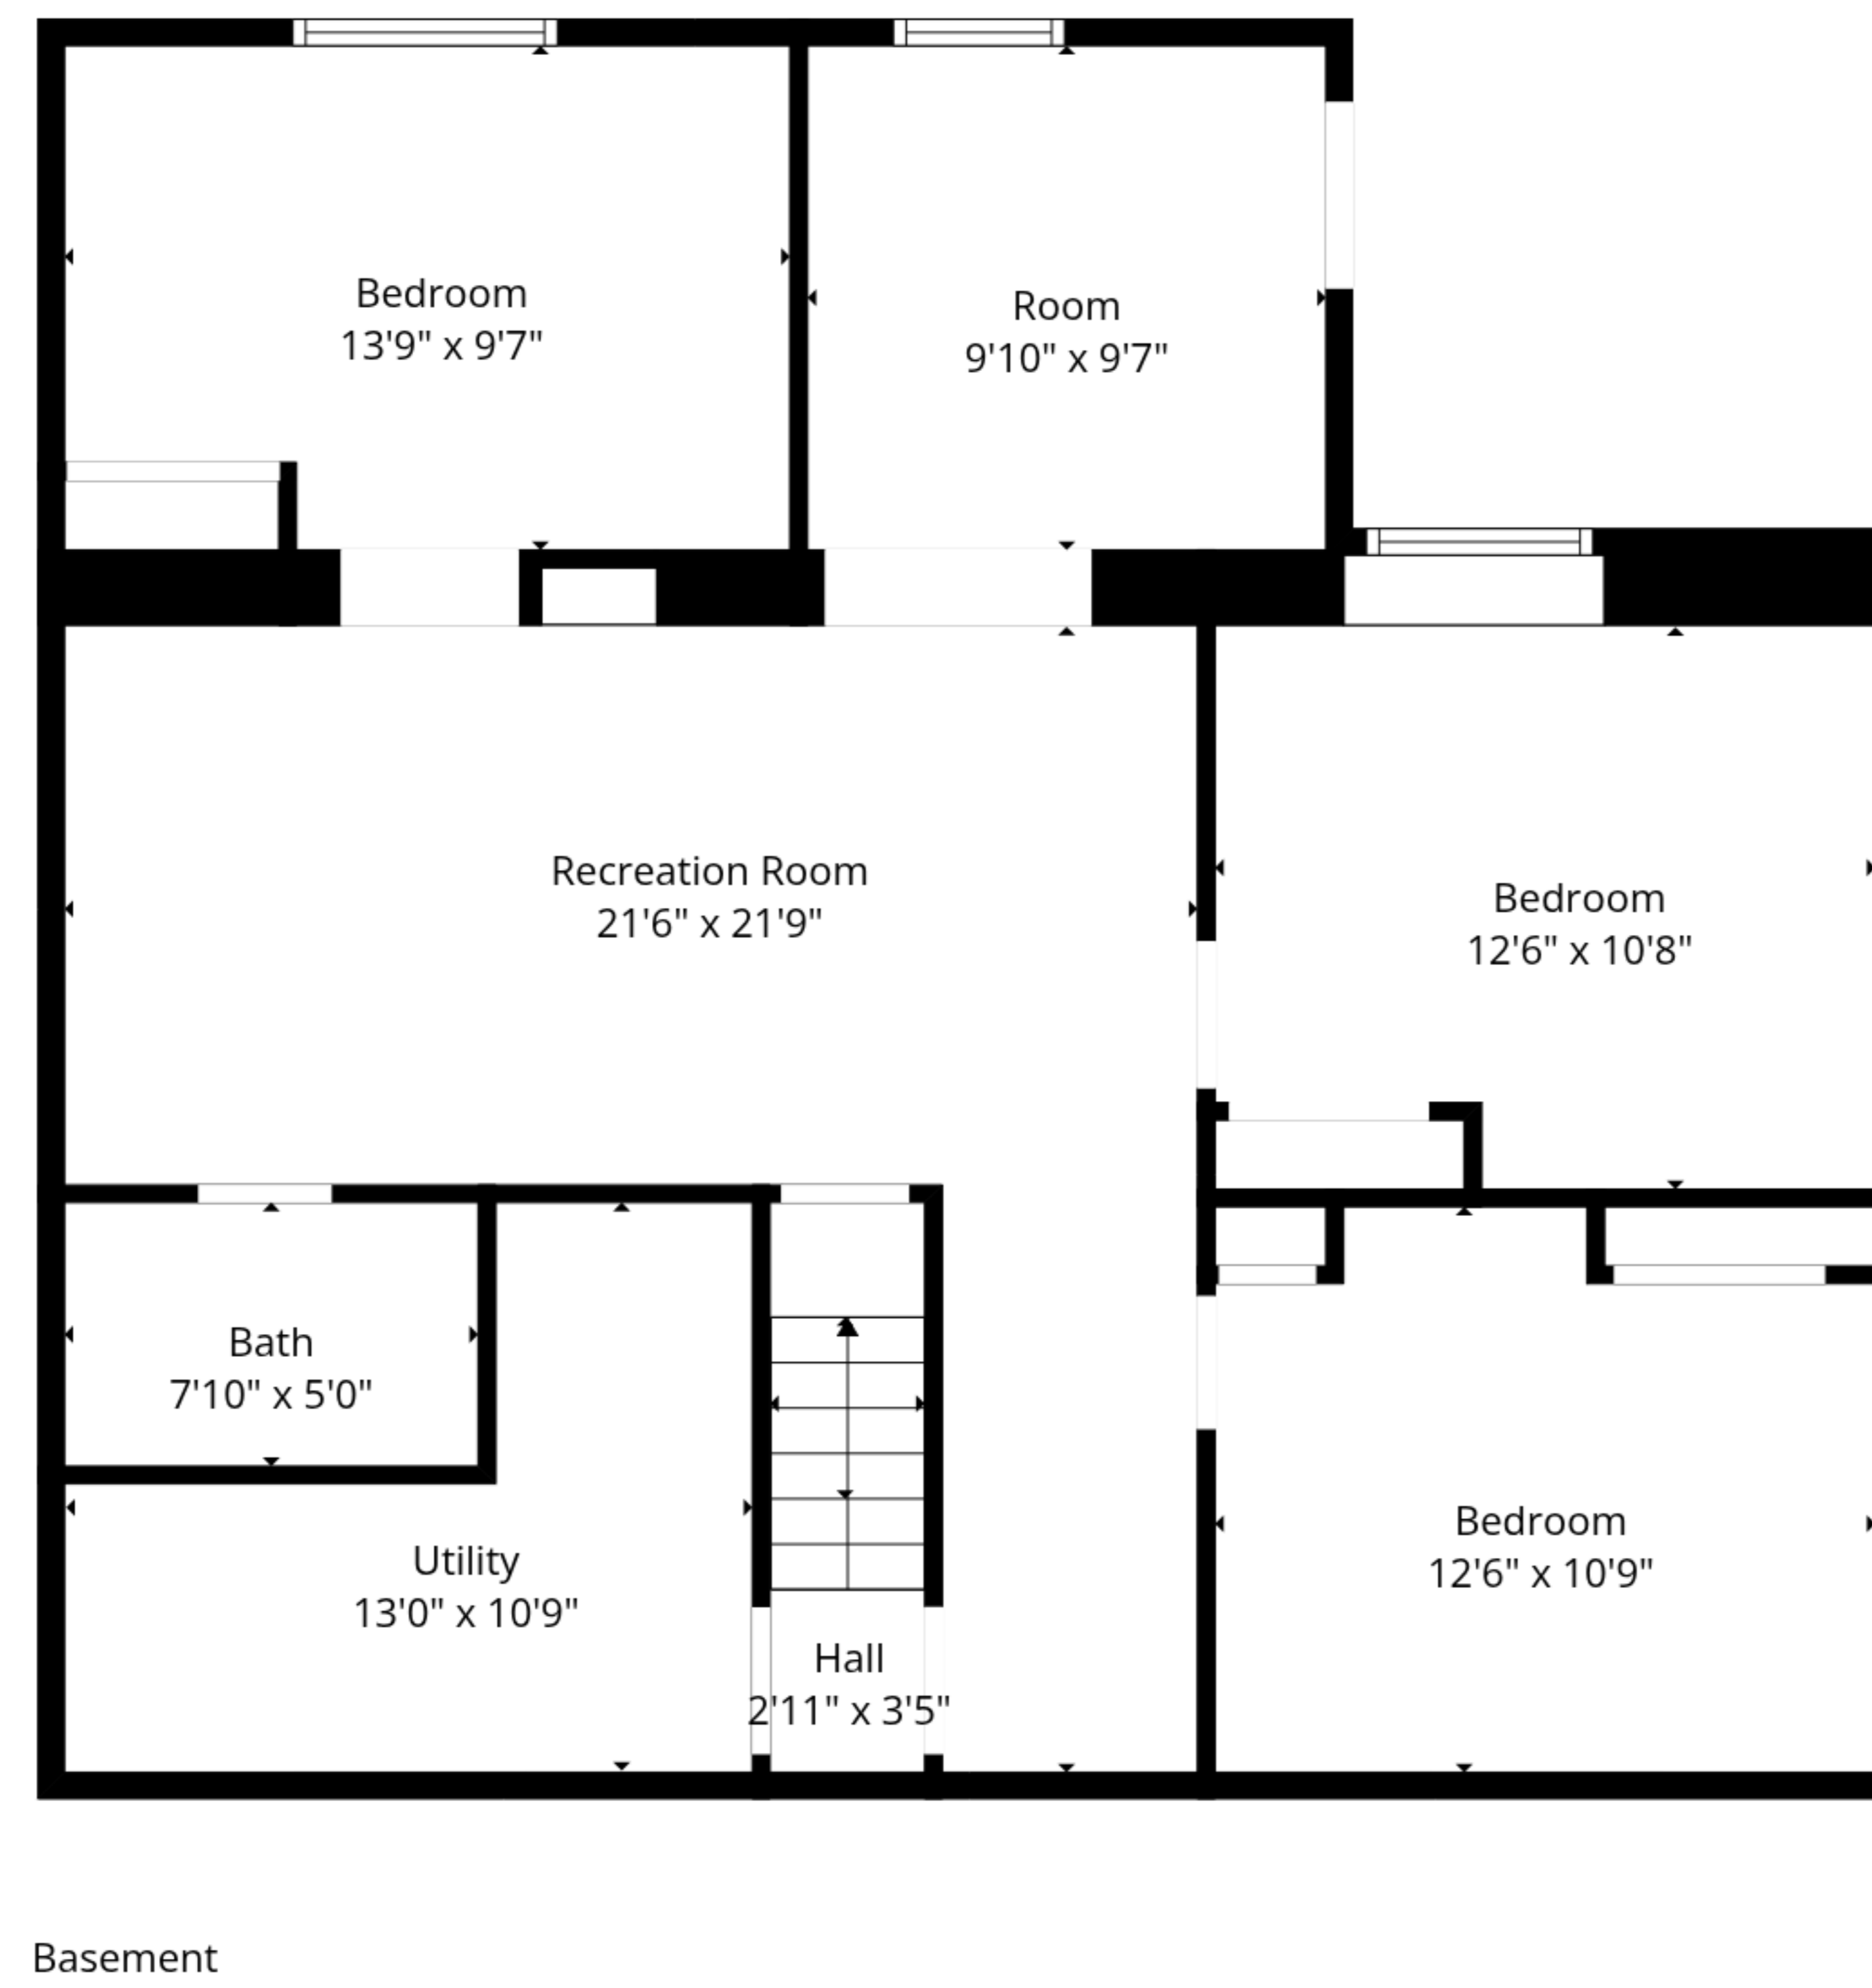 Bedroom
13'9" x 9'7"
Room
9'10" x 9'7"
Recreation Room
21'6" x 21'9"
Bedroom
12'6" x 10'8"
Bath
7'10" x 5'0"
Utility
13'0" x 10'9"
Hall
2'11" x 3'5"
Bedroom
12'6" x 10'9"
Basement